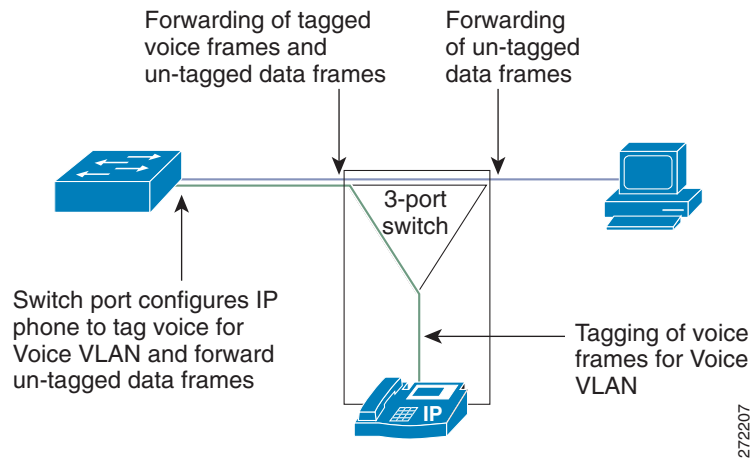 Forwarding of tagged
voice frames and
un-tagged data frames
Forwarding
of un-tagged
data frames
3-port
switch
Switch port configures IP
phone to tag voice for
Voice VLAN and forward
un-tagged data frames
Tagging of voice
frames for Voice
VLAN
IP
272207